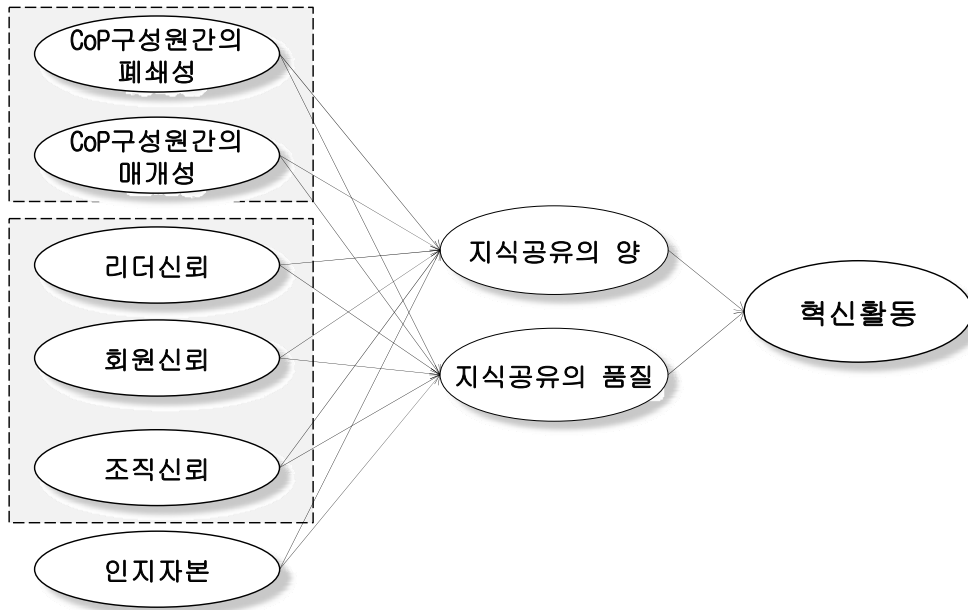 CoP구성원간의
폐쇄성
CoP구성원간의
매개성
리더신뢰
회원신뢰
조직신뢰
인지자본
지식공유의 양
지식공유의 품질
혁신활동